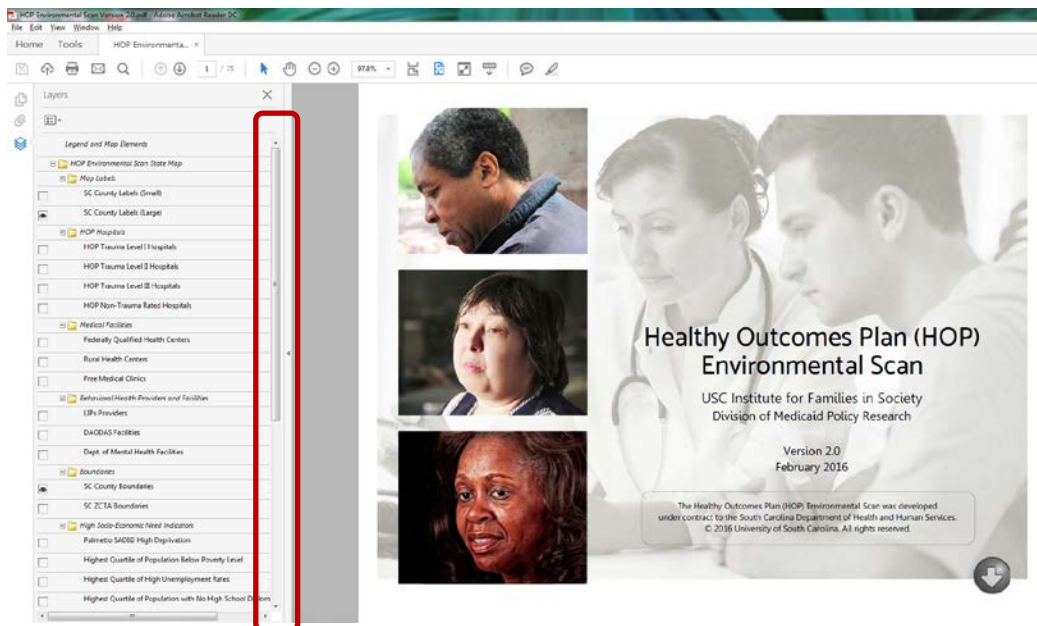 HOP Environmental Scan Version 2.0.pdf - Adobe Acrobat Reader DC
File Edit View Window Help
Home Tools HOP Environmenta... ×
1 / 75 97.8%
Layers
Legend and Map Elements
HOP Environmental Scan State Map
Map Labels
SC County Labels (Small)
SC County Labels (Large)
HOP Hospitals
HOP Trauma Level I Hospitals
HOP Trauma Level II Hospitals
HOP Trauma Level III Hospitals
HOP Non-Trauma Rated Hospitals
Medical Facilities
Federally Qualified Health Centers
Rural Health Centers
Free Medical Clinics
Behavioral Health Providers and Facilities
LIPs Providers
DAODAS Facilities
Dept. of Mental Health Facilities
Boundaries
SC County Boundaries
SC ZCTA Boundaries
High Socio-Economic Need Indicators
Palmetto SADID High Deprivation
Highest Quartile of Population Below Poverty Level
Highest Quartile of High Unemployment Rates
Highest Quartile of Population with No High School Diplom
Healthy Outcomes Plan (HOP)
Environmental Scan
USC Institute for Families in Society
Division of Medicaid Policy Research
Version 2.0
February 2016
The Healthy Outcomes Plan (HOP) Environmental Scan was developed
under contract to the South Carolina Department of Health and Human Services.
© 2016 University of South Carolina. All rights reserved.